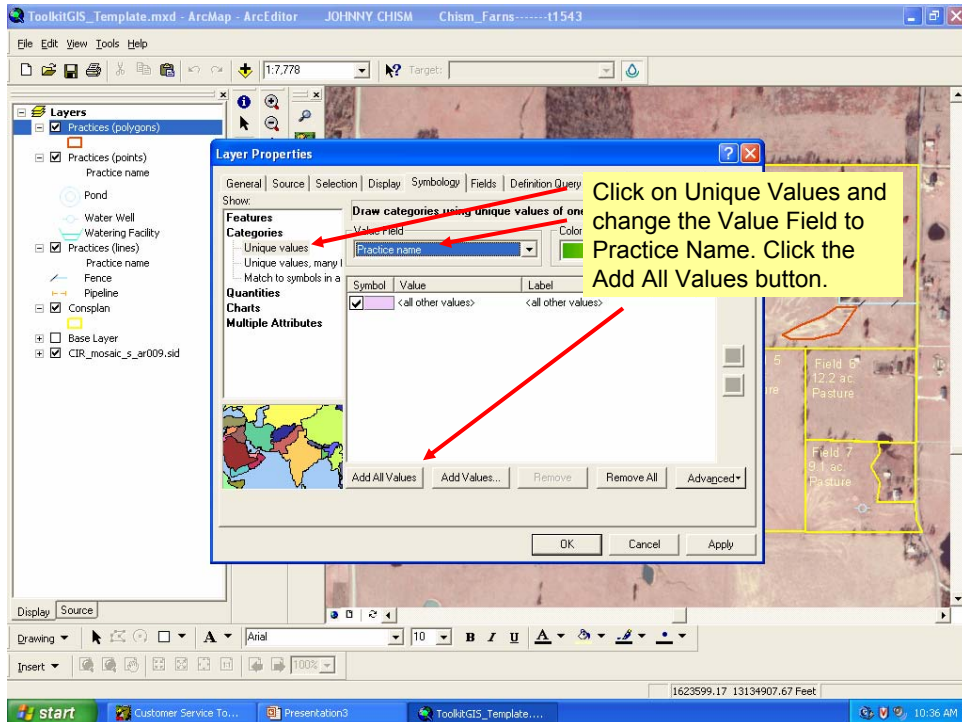 ToolkitGIS_Template.mxd - ArcMap - ArcEditor JOHNNY CHISM Chism_Farns-------t1543
File Edit View Tools Help
1:7,778 Target:
Layers
Practices (polygons)
Practices (points)
Practice name
Pond
Water Well
Watering Facility
Practices (lines)
Practice name
Fence
Pipeline
Consplan
Base Layer
CIR_mosaic_s_ar009.sid
Layer Properties
General Source Selection Display Symbology Fields Definition Query
Show:
Features
Categories
Unique values
Unique values, many
Match to symbols in a
Quantities
Charts
Multiple Attributes
Draw categories using unique values of one
Value Field
Practice name
Color
Symbol Value Label
<all other values> <all other values>
Add All Values Add Values... Remove Remove All Advanced
OK Cancel Apply
Click on Unique Values and
change the Value Field to
Practice Name. Click the
Add All Values button.
5
re
Field 6
12.2 ac.
Pasture
Field 7
9.1 ac.
Pasture
Display Source
Drawing A Arial 10 B I U A
Insert 100%
1623599.17 13134907.67 Feet
start Customer Service To... Presentation3 ToolkitGIS_Template.... 10:36 AM